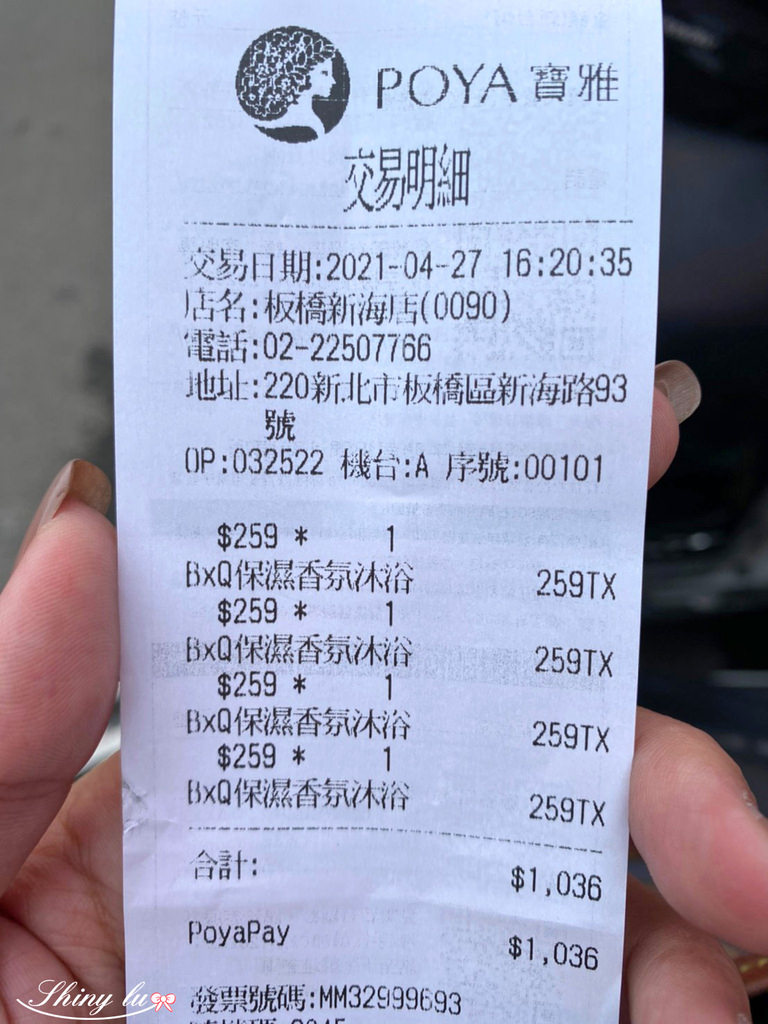 POYA 寶雅
交易明細
交易日期:2021-04-27 16:20:35
店名:板橋新海店(0090)
電話:02-22507766
地址:220新北市板橋區新海路93
號
OP:032522 機台:A 序號:00101
$259 * 1
BxQ保濕香氛沐浴 259TX
$259 * 1
BxQ保濕香氛沐浴 259TX
$259 * 1
BxQ保濕香氛沐浴 259TX
$259 * 1
BxQ保濕香氛沐浴 259TX
合計: $1,036
PoyaPay $1,036
發票號碼:MM32999693
Shiny lu